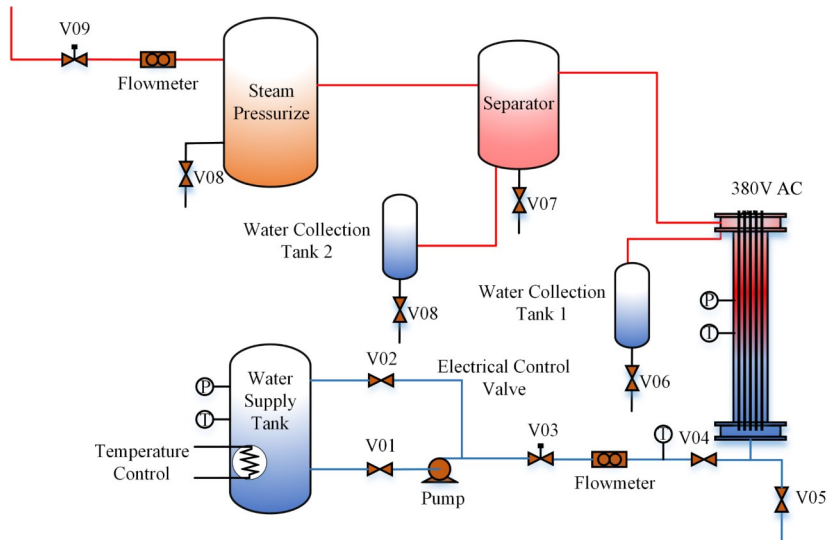 V09
Flowmeter
Steam
Pressurize
V08
Separator
V07
380V AC
Water Collection
Tank 2
V08
Water Collection
Tank 1
V06
P
T
P
T
Water
Supply
Tank
Temperature
Control
V02
Electrical Control
Valve
V01
Pump
V03
Flowmeter
T
V04
V05